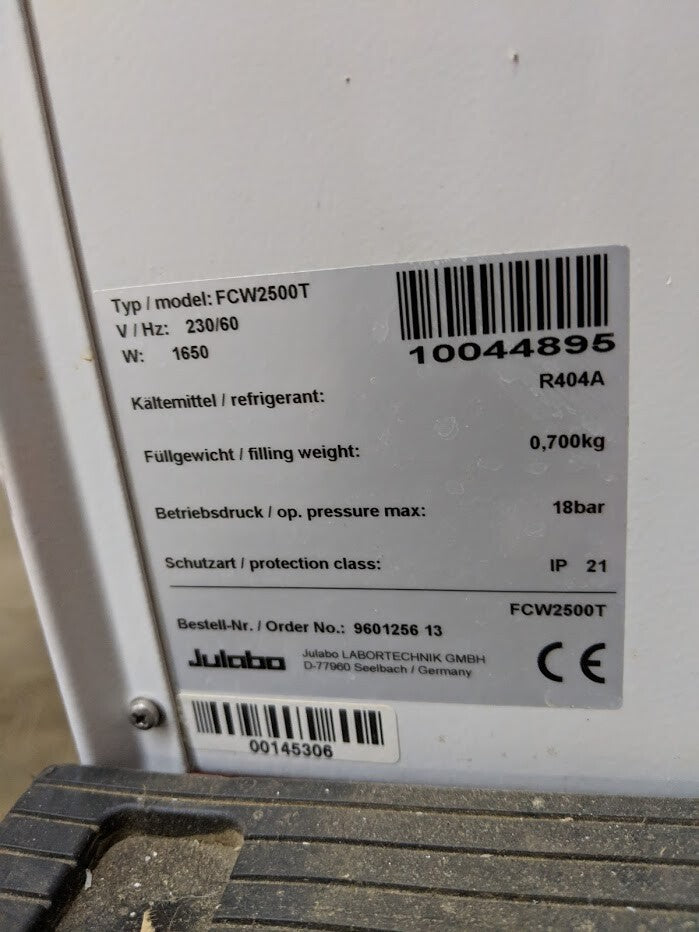 Typ / model: FCW2500T
V / Hz: 230/60
W: 1650
10044895
Kältemittel / refrigerant: R404A
Füllgewicht / filling weight: 0,700kg
Betriebsdruck / op. pressure max: 18bar
Schutzart / protection class: IP 21
FCW2500T
Bestell-Nr. / Order No.: 9601256 13
Julabo Julabo LABORTECHNIK GMBH
D-77960 Seelbach / Germany
CE
00145306